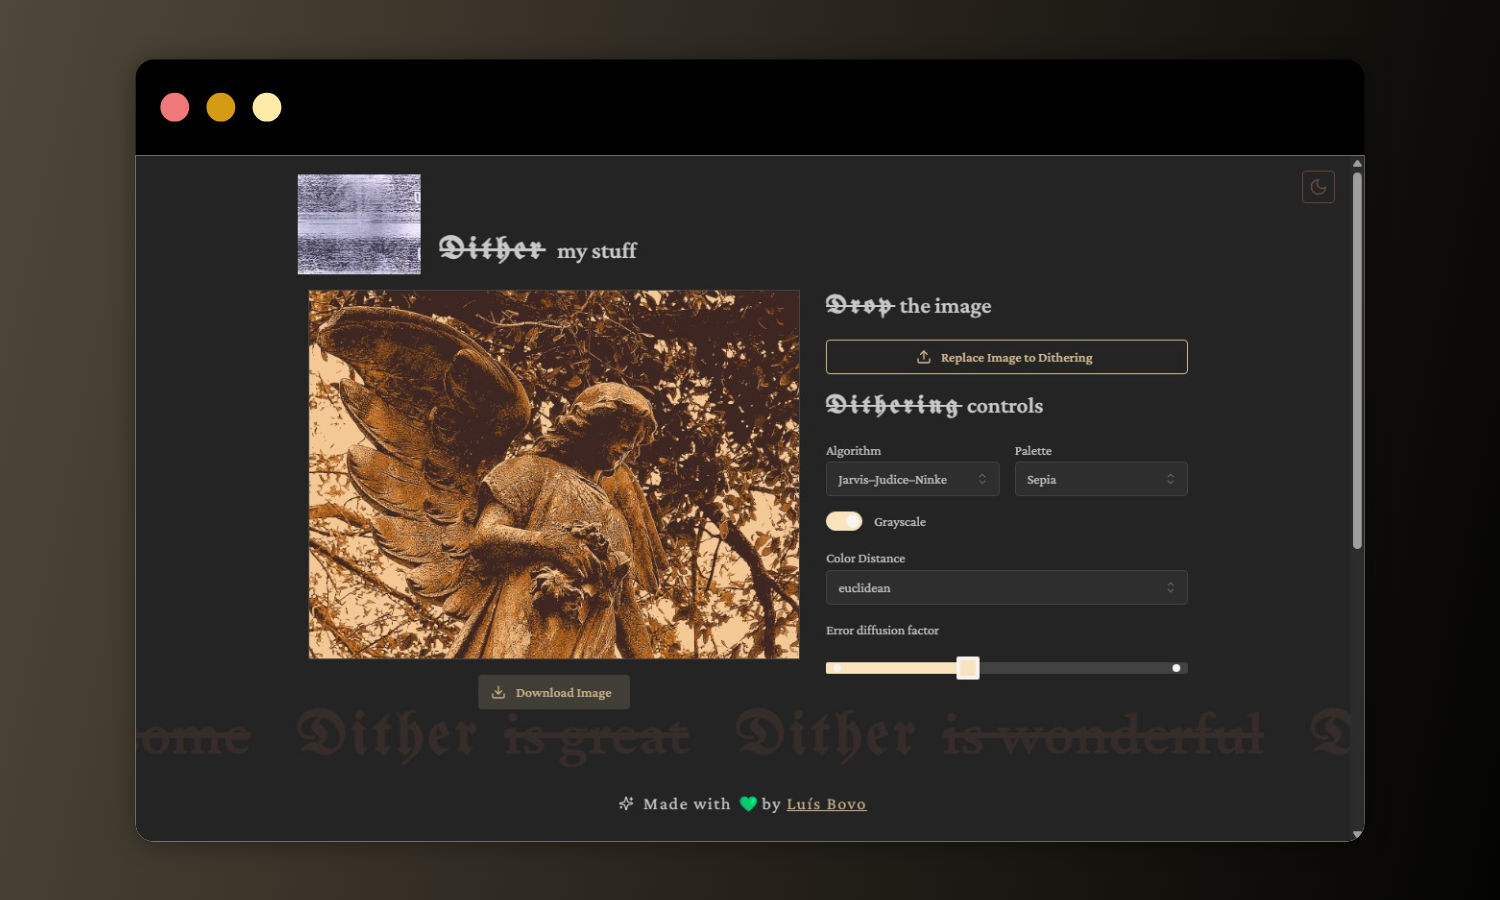 Dither my stuff
Drop the image
Replace Image to Dithering
Dithering controls
Algorithm
Palette
Jarvis–Judice–Ninke
Sepia
Grayscale
Color Distance
euclidean
Error diffusion factor
Download Image
ome Dither is great Dither is wonderful D
Made with 💚 by Luís Bovo